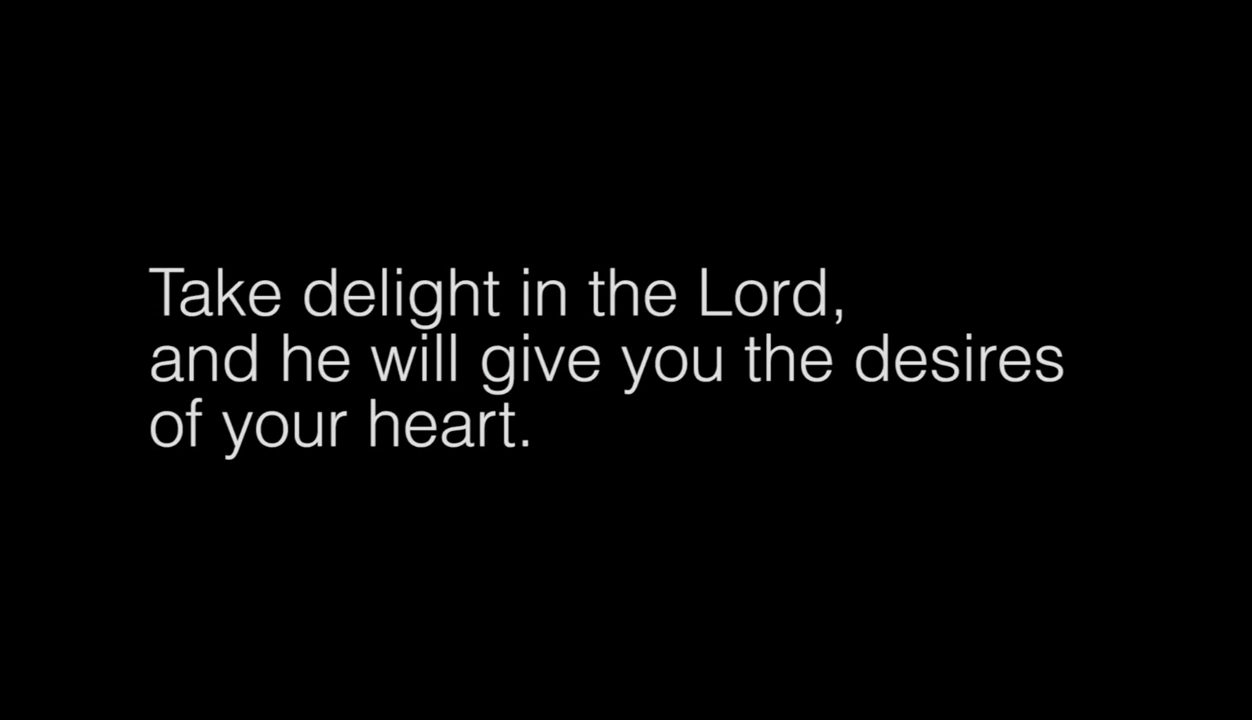 Take delight in the Lord,
and he will give you the desires
of your heart.